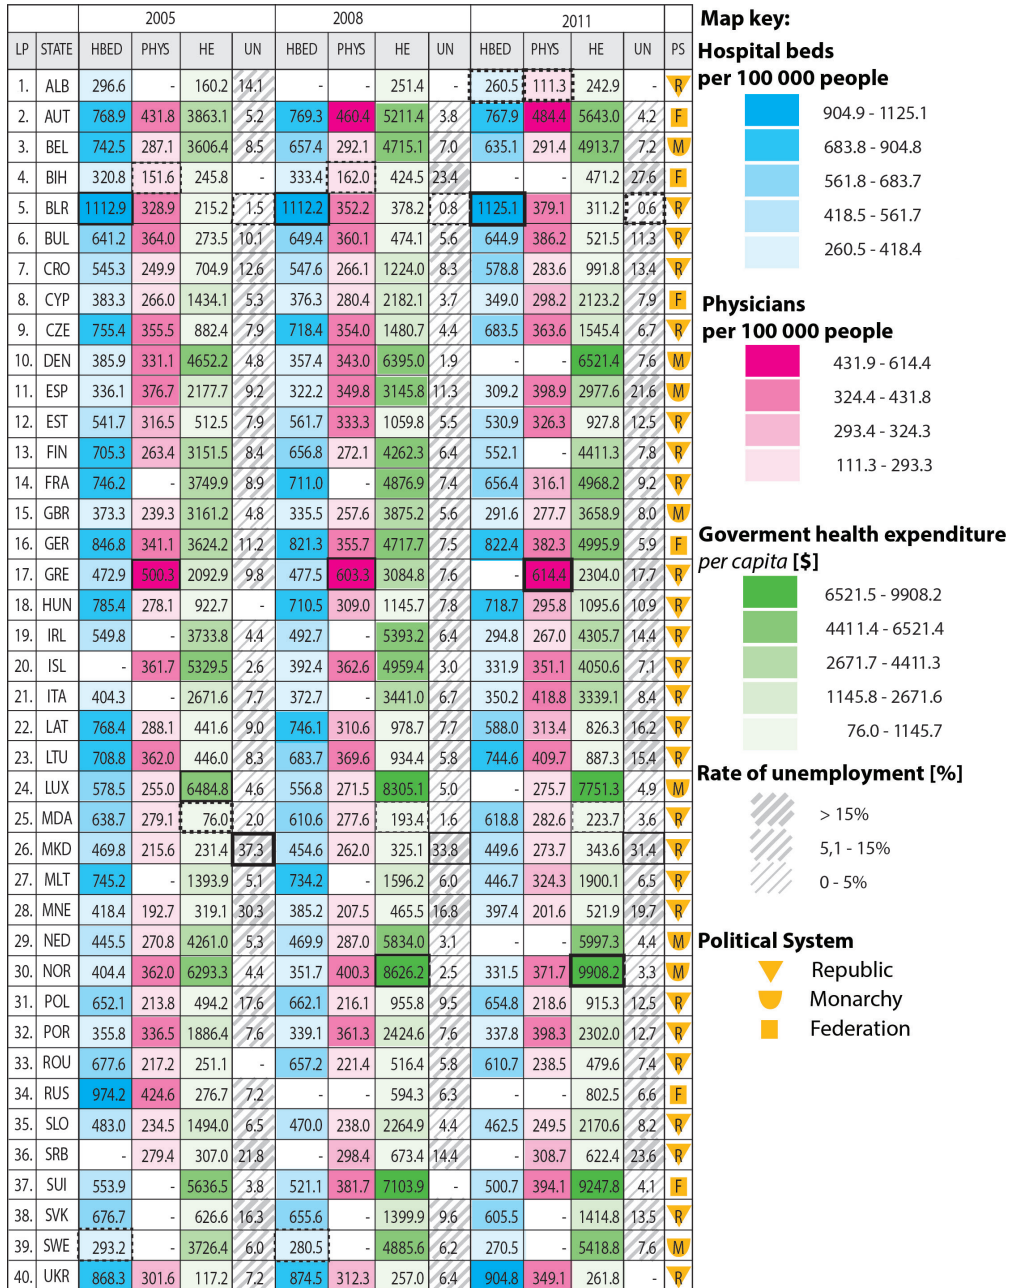 2005 2008 2011
LP STATE HBED PHYS HE UN HBED PHYS HE UN HBED PHYS HE UN PS
1. ALB 296.6 - 160.2 14.1 - - 251.4 - 260.5 111.3 242.9 - R
2. AUT 768.9 431.8 3863.1 5.2 769.3 460.4 5211.4 3.8 767.9 484.4 5643.0 4.2 F
3. BEL 742.5 287.1 3606.4 8.5 657.4 292.1 4715.1 7.0 635.1 291.4 4913.7 7.2 M
4. BIH 320.8 151.6 245.8 - 333.4 162.0 424.5 23.4 - - 471.2 27.6 F
5. BLR 1112.9 328.9 215.2 1.5 1112.2 352.2 378.2 0.8 1125.1 379.1 311.2 0.6 R
6. BUL 641.2 364.0 273.5 10.1 649.4 360.1 474.1 5.6 644.9 386.2 521.5 11.3 R
7. CRO 545.3 249.9 704.9 12.6 547.6 266.1 1224.0 8.3 578.8 283.6 991.8 13.4 R
8. CYP 383.3 266.0 1434.1 5.3 376.3 280.4 2182.1 3.7 349.0 298.2 2123.2 7.9 F
9. CZE 755.4 355.5 882.4 7.9 718.4 354.0 1480.7 4.4 683.5 363.6 1545.4 6.7 R
10. DEN 385.9 331.1 4652.2 4.8 357.4 343.0 6395.0 1.9 - - 6521.4 7.6 M
11. ESP 336.1 376.7 2177.7 9.2 322.2 349.8 3145.8 11.3 309.2 398.9 2977.6 21.6 M
12. EST 541.7 316.5 512.5 7.9 561.7 333.3 1059.8 5.5 530.9 326.3 927.8 12.5 R
13. FIN 705.3 263.4 3151.5 8.4 656.8 272.1 4262.3 6.4 552.1 - 4411.3 7.8 R
14. FRA 746.2 - 3749.9 8.9 711.0 - 4876.9 7.4 656.4 316.1 4968.2 9.2 R
15. GBR 373.3 239.3 3161.2 4.8 335.5 257.6 3875.2 5.6 291.6 277.7 3658.9 8.0 M
16. GER 846.8 341.1 3624.2 11.2 821.3 355.7 4717.7 7.5 822.4 382.3 4995.9 5.9 F
17. GRE 472.9 500.3 2092.9 9.8 477.5 603.3 3084.8 7.6 - 614.4 2304.0 17.7 R
18. HUN 785.4 278.1 922.7 - 710.5 309.0 1145.7 7.8 718.7 295.8 1095.6 10.9 R
19. IRL 549.8 - 3733.8 4.4 492.7 - 5393.2 6.4 294.8 267.0 4305.7 14.4 R
20. ISL - 361.7 5329.5 2.6 392.4 362.6 4959.4 3.0 331.9 351.1 4050.6 7.1 R
21. ITA 404.3 - 2671.6 7.7 372.7 - 3441.0 6.7 350.2 418.8 3339.1 8.4 R
22. LAT 768.4 288.1 441.6 9.0 746.1 310.6 978.7 7.7 588.0 313.4 826.3 16.2 R
23. LTU 708.8 362.0 446.0 8.3 683.7 369.6 934.4 5.8 744.6 409.7 887.3 15.4 R
24. LUX 578.5 255.0 6484.8 4.6 556.8 271.5 8305.1 5.0 - 275.7 7751.3 4.9 M
25. MDA 638.7 279.1 76.0 2.0 610.6 277.6 193.4 1.6 618.8 282.6 223.7 3.6 R
26. MKD 469.8 215.6 231.4 37.3 454.6 262.0 325.1 33.8 449.6 273.7 343.6 31.4 R
27. MLT 745.2 - 1393.9 5.1 734.2 - 1596.2 6.0 446.7 324.3 1900.1 6.5 R
28. MNE 418.4 192.7 319.1 30.3 385.2 207.5 465.5 16.8 397.4 201.6 521.9 19.7 R
29. NED 445.5 270.8 4261.0 5.3 469.9 287.0 5834.0 3.1 - - 5997.3 4.4 M
30. NOR 404.4 362.0 6293.3 4.4 351.7 400.3 8626.2 2.5 331.5 371.7 9908.2 3.3 M
31. POL 652.1 213.8 494.2 17.6 662.1 216.1 955.8 9.5 654.8 218.6 915.3 12.5 R
32. POR 355.8 336.5 1886.4 7.6 339.1 361.3 2424.6 7.6 337.8 398.3 2302.0 12.7 R
33. ROU 677.6 217.2 251.1 - 657.2 221.4 516.4 5.8 610.7 238.5 479.6 7.4 R
34. RUS 974.2 424.6 276.7 7.2 - - 594.3 6.3 - - 802.5 6.6 F
35. SLO 483.0 234.5 1494.0 6.5 470.0 238.0 2264.9 4.4 462.5 249.5 2170.6 8.2 R
36. SRB - 279.4 307.0 21.8 - 298.4 673.4 14.4 - 308.7 622.4 23.6 R
37. SUI 553.9 - 5636.5 3.8 521.1 381.7 7103.9 - 500.7 394.1 9247.8 4.1 F
38. SVK 676.7 - 626.6 16.3 655.6 - 1399.9 9.6 605.5 - 1414.8 13.5 R
39. SWE 293.2 - 3726.4 6.0 280.5 - 4885.6 6.2 270.5 - 5418.8 7.6 M
40. UKR 868.3 301.6 117.2 7.2 874.5 312.3 257.0 6.4 904.8 349.1 261.8 - R
Map key:
Hospital beds
per 100 000 people
904.9 - 1125.1
683.8 - 904.8
561.8 - 683.7
418.5 - 561.7
260.5 - 418.4
Physicians
per 100 000 people
431.9 - 614.4
324.4 - 431.8
293.4 - 324.3
111.3 - 293.3
Goverment health expenditure
per capita [$]
6521.5 - 9908.2
4411.4 - 6521.4
2671.7 - 4411.3
1145.8 - 2671.6
76.0 - 1145.7
Rate of unemployment [%]
> 15%
5,1 - 15%
0 - 5%
Political System
Republic
Monarchy
Federation